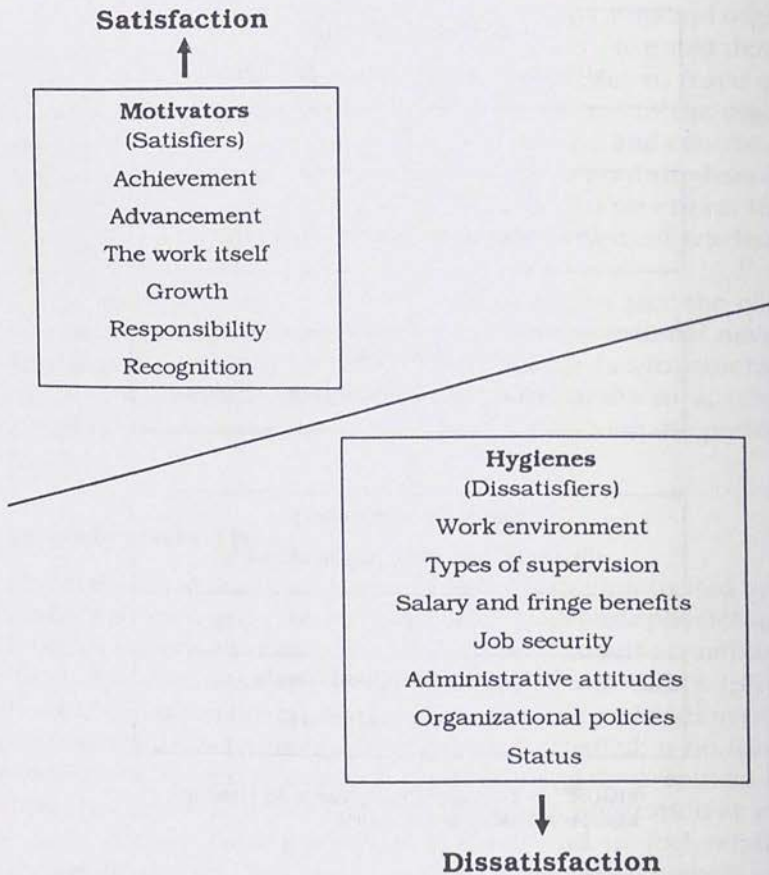 Satisfaction
Motivators
(Satisfiers)
Achievement
Advancement
The work itself
Growth
Responsibility
Recognition
Hygienes
(Dissatisfiers)
Work environment
Types of supervision
Salary and fringe benefits
Job security
Administrative attitudes
Organizational policies
Status
Dissatisfaction